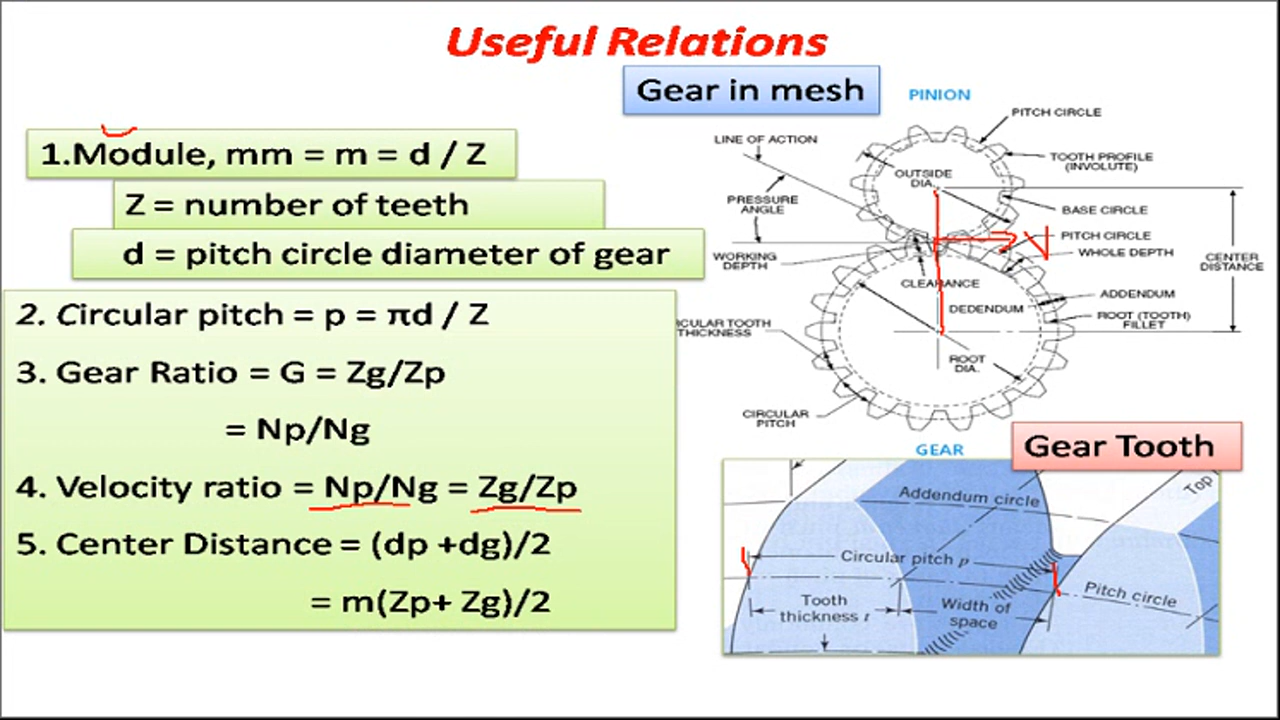 Useful Relations
Gear in mesh
1.Module, mm = m = d / Z
Z = number of teeth
d = pitch circle diameter of gear
2. Circular pitch = p = πd / Z
3. Gear Ratio = G = Zg/Zp
= Np/Ng
4. Velocity ratio = Np/Ng = Zg/Zp
5. Center Distance = (dp +dg)/2
= m(Zp+ Zg)/2
PINION
PITCH CIRCLE
LINE OF ACTION
TOOTH PROFILE
(INVOLUTE)
OUTSIDE
DIA.
PRESSURE
ANGLE
BASE CIRCLE
PITCH CIRCLE
WHOLE DEPTH
WORKING
DEPTH
CENTER
DISTANCE
CLEARANCE
ADDENDUM
DEDENDUM
ROOT (TOOTH)
FILLET
CULAR TOOTH
THICKNESS
ROOT
DIA.
CIRCULAR
PITCH
GEAR
Gear Tooth
Top
Addendum circle
Circular pitch p
Pitch circle
Tooth
thickness t
Width of
space